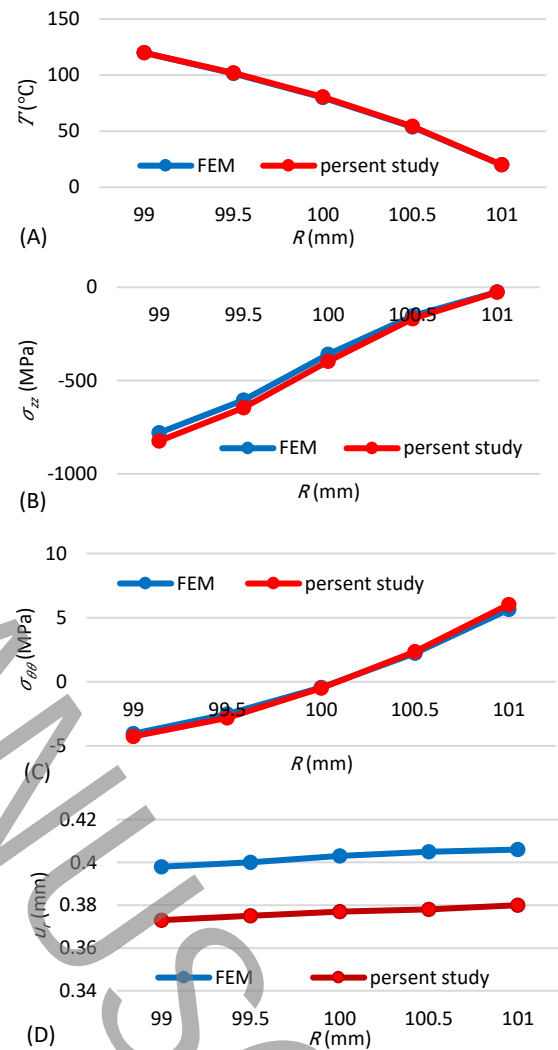 150
100
50
0
T (°C)
FEM
persent study
99 99.5 100 100.5 101
R (mm)
(A)
0
-500
-1000
σzz (MPa)
99 99.5 100 100.5 101
FEM
persent study
R (mm)
(B)
10
5
0
-5
σθθ (MPa)
FEM
persent study
99 99.5 100 100.5 101
R (mm)
(C)
0.42
0.4
0.38
0.36
0.34
ur (mm)
FEM
persent study
99 99.5 100 100.5 101
R (mm)
(D)